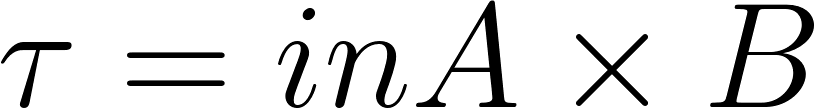 τ = inA × B